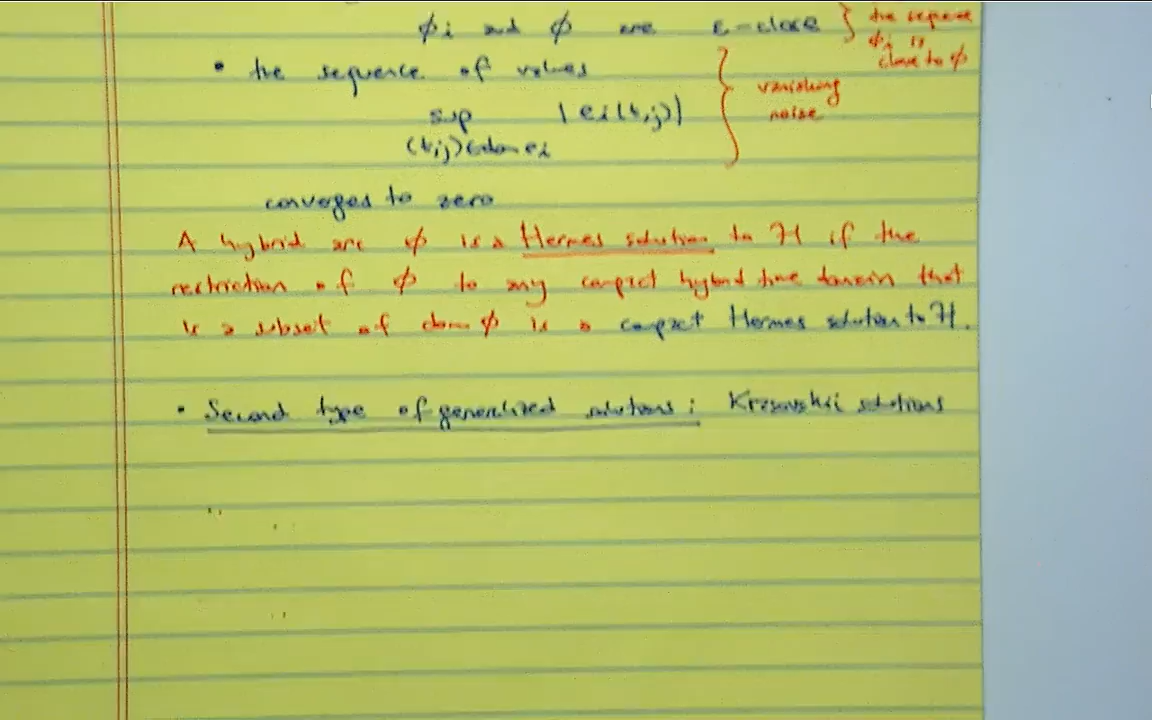 ϕi and ϕ are ε-close } the sequence
ϕi is
close to ϕ
• the sequence of values
sup |ei(t,j)| } vanishing
noise
(t,j)∈dom ei
converges to zero
A hybrid arc ϕ is a Hermes solution to H if the
restriction of ϕ to any compact hybrid time domain that
is a subset of dom ϕ is a compact Hermes solution to H.
• Second type of generalized solutions: Krasovskii solutions